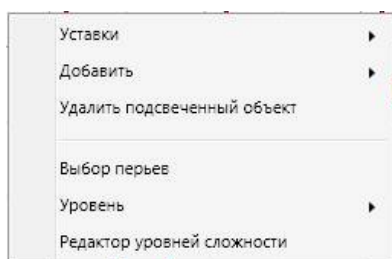 Уставки
Добавить
Удалить подсвеченный объект
Выбор перьев
Уровень
Редактор уровней сложности